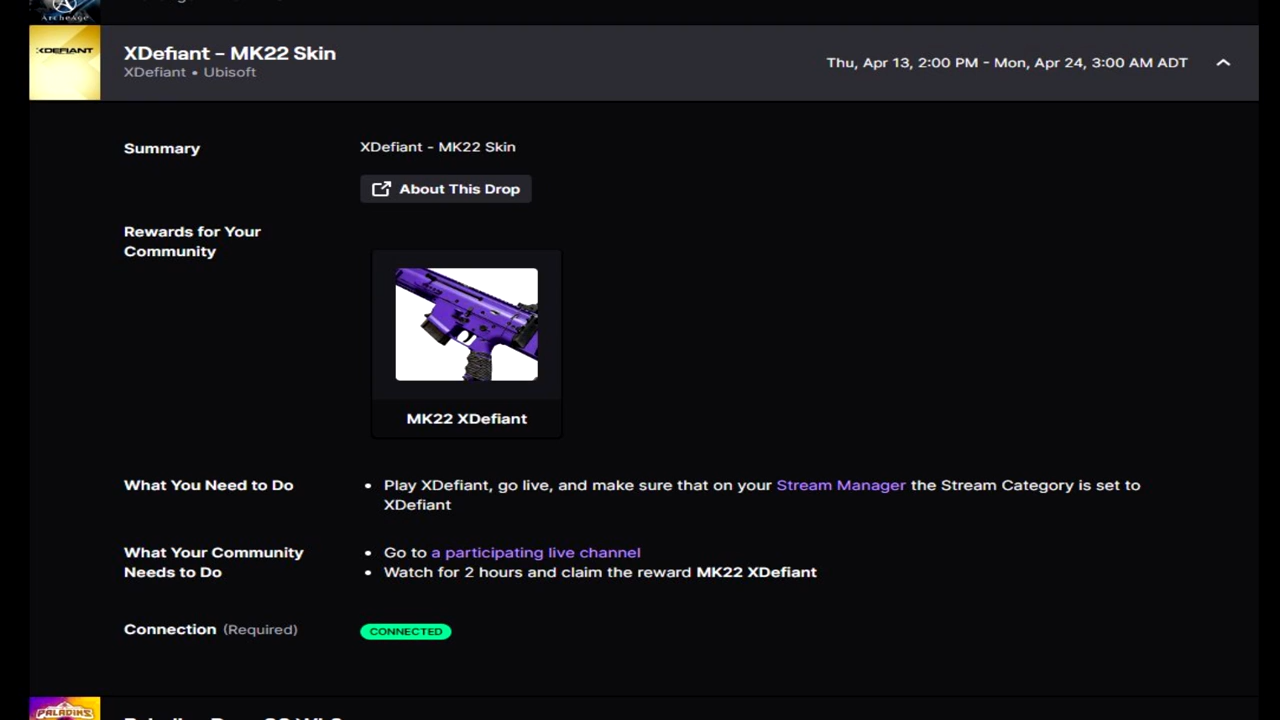 ArcheAge
XDEFIANT
XDefiant – MK22 Skin
XDefiant • Ubisoft
Thu, Apr 13, 2:00 PM - Mon, Apr 24, 3:00 AM ADT
Summary
XDefiant - MK22 Skin
About This Drop
Rewards for Your
Community
MK22 XDefiant
What You Need to Do
• Play XDefiant, go live, and make sure that on your Stream Manager the Stream Category is set to
XDefiant
What Your Community
Needs to Do
• Go to a participating live channel
• Watch for 2 hours and claim the reward MK22 XDefiant
Connection (Required)
CONNECTED
PALADINS